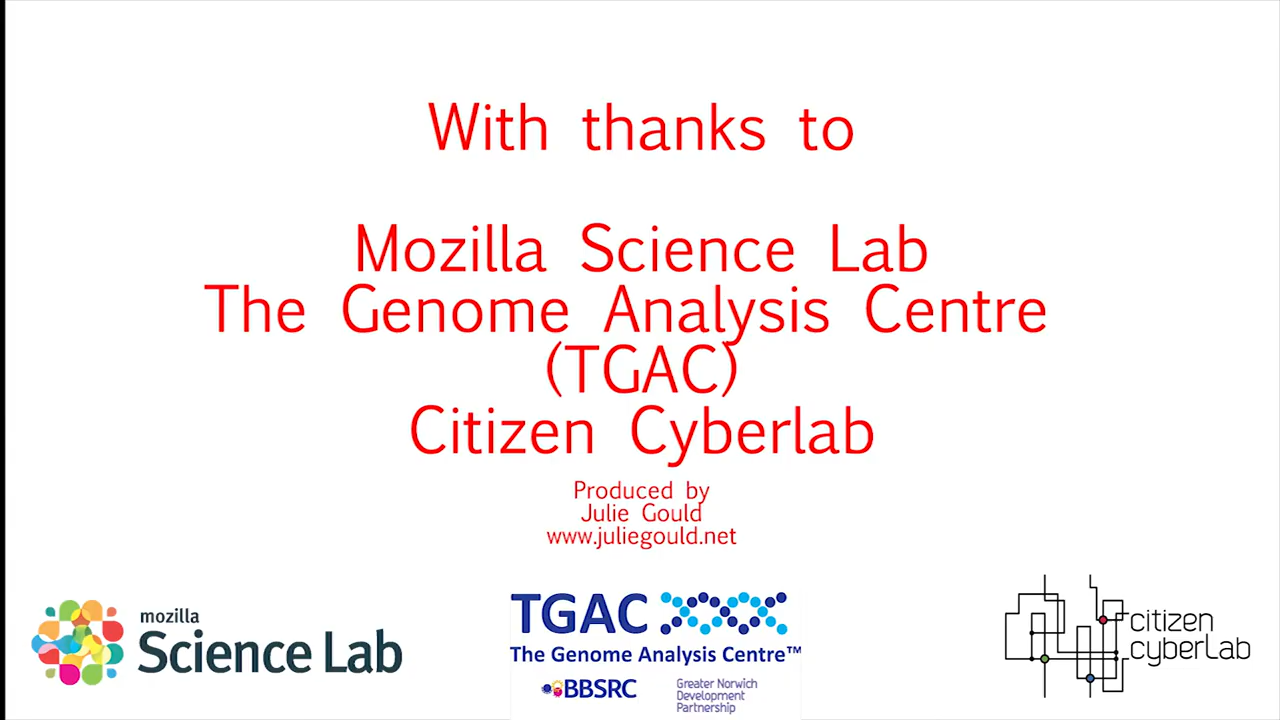 With thanks to
Mozilla Science Lab
The Genome Analysis Centre
(TGAC)
Citizen Cyberlab
Produced by
Julie Gould
www.juliegould.net
mozilla
Science Lab
TGAC
The Genome Analysis Centre™
BBSRC
Greater Norwich
Development
Partnership
citizen
cyberlab